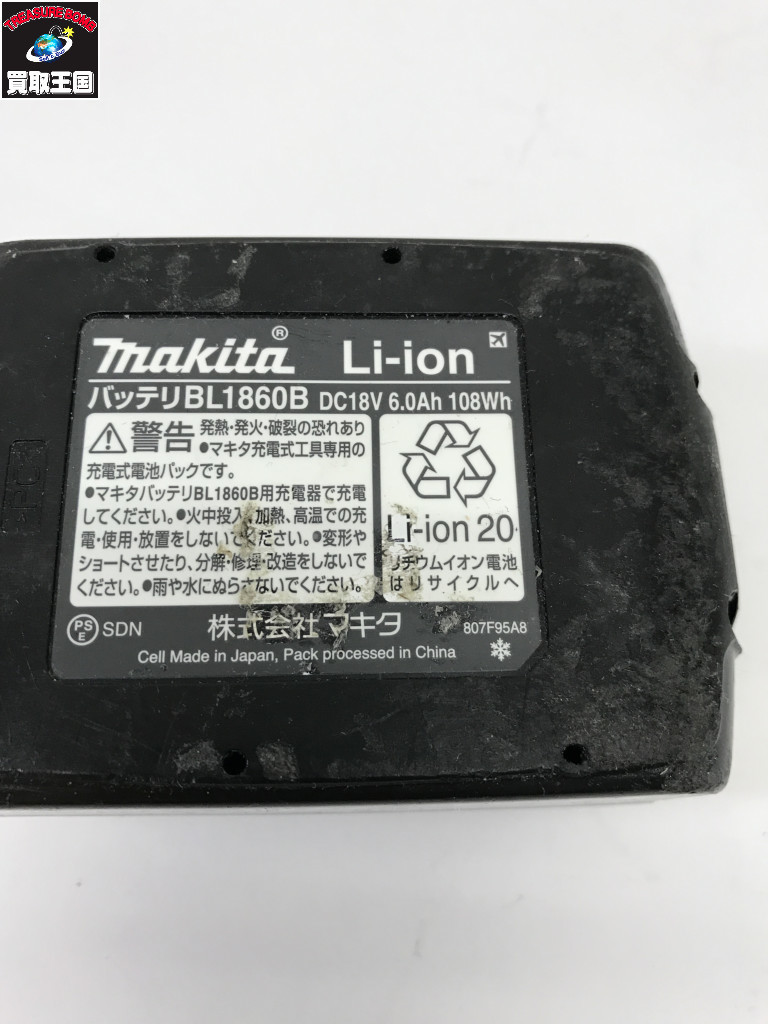 TREASURE BOMB
買取王国
makita® Li-ion
バッテリBL1860B DC18V 6.0Ah 108Wh
警告 発熱・発火・破裂の恐れあり
●マキタ充電式工具専用の
充電式電池パックです。
●マキタバッテリBL1860B用充電器で充電
してください。●火中投入、加熱、高温での充
電・使用・放置をしないでください。●変形や
ショートさせたり、分解・修理・改造をしないで
ください。●雨や水にぬらさないでください。
Li-ion 20
リチウムイオン電池
はリサイクルへ
PS
E
SDN
株式会社マキタ
807F95A8
Cell Made in Japan, Pack processed in China